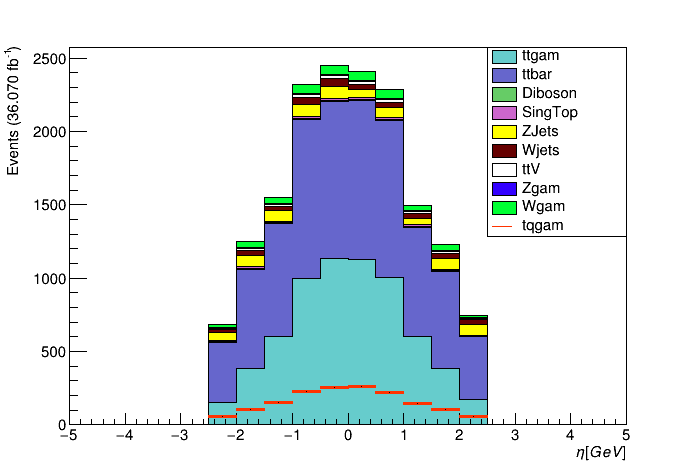 Events (36.070 fb⁻¹)
2500
2000
1500
1000
500
0
−5 −4 −3 −2 −1 0 1 2 3 4 5
η[GeV]
ttgam
ttbar
Diboson
SingTop
ZJets
Wjets
ttV
Zgam
Wgam
tqgam